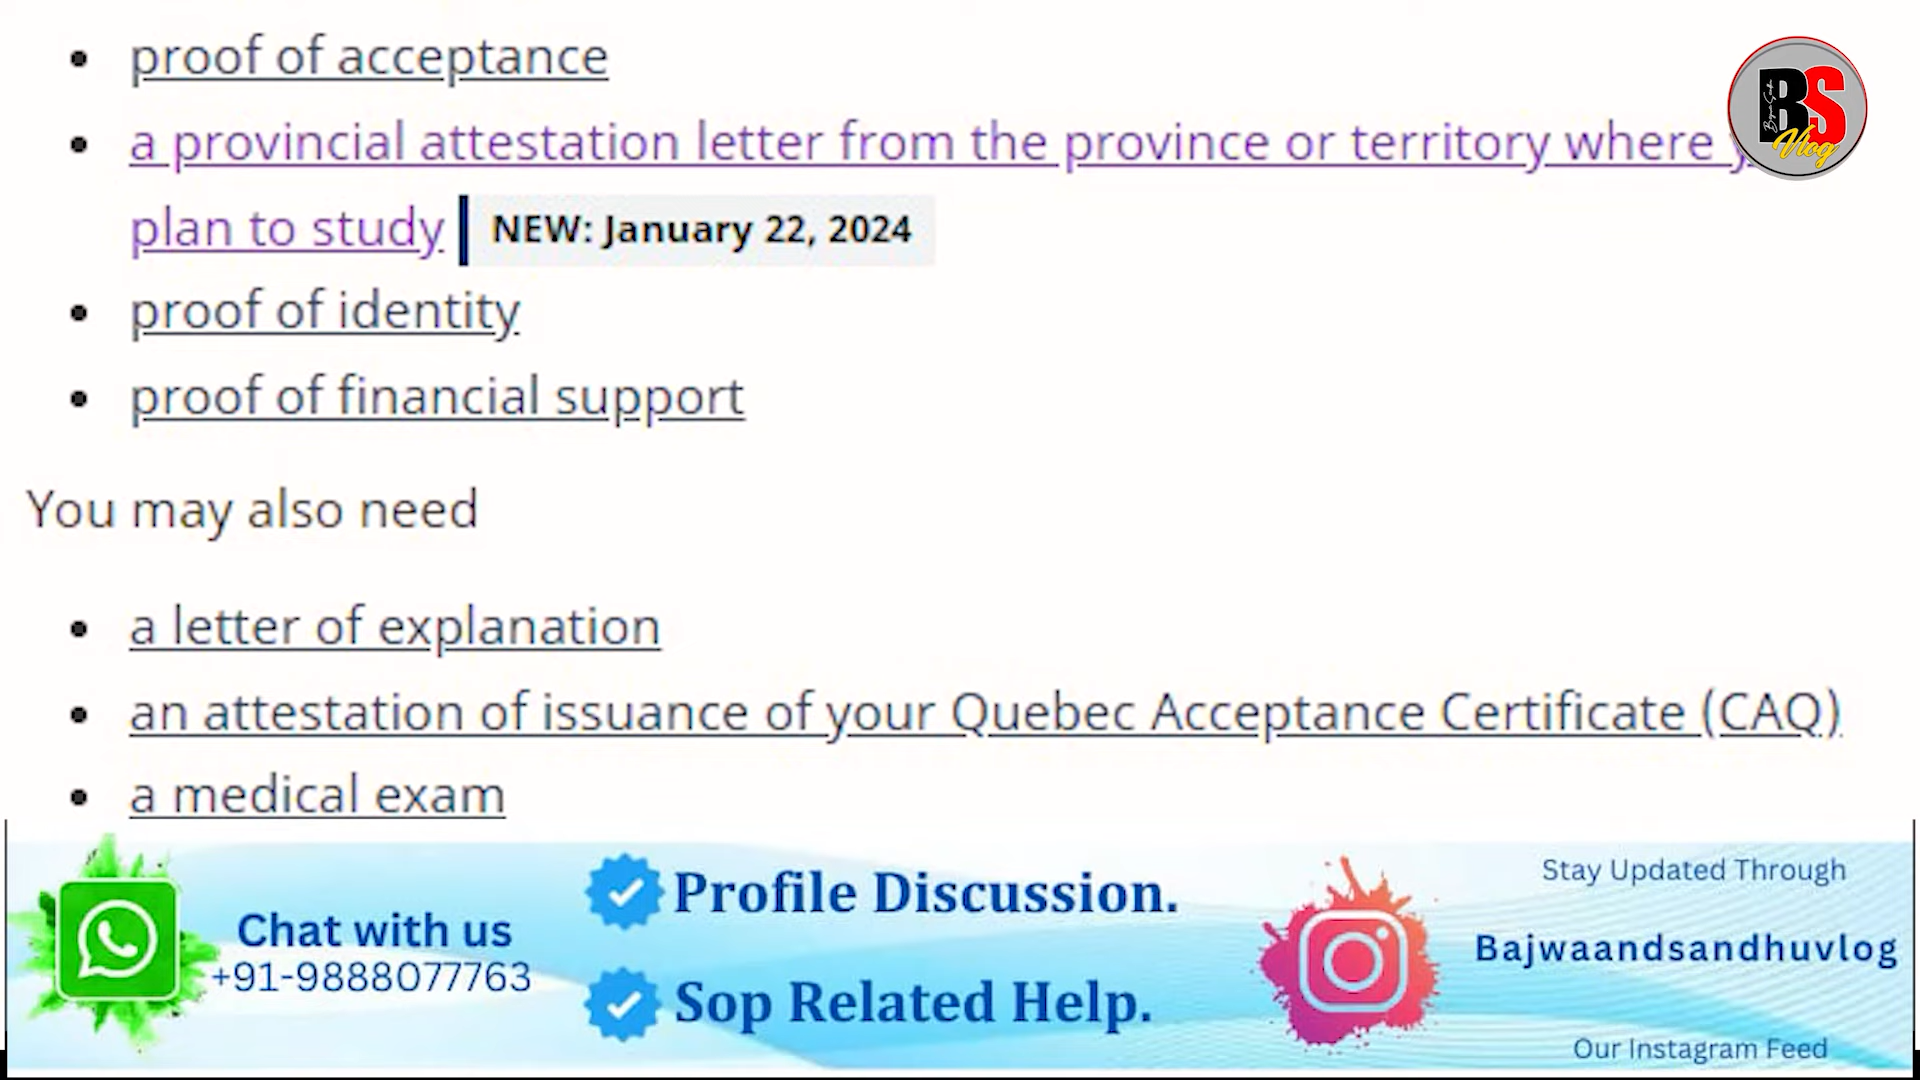 proof of acceptance
a provincial attestation letter from the province or territory where
plan to study NEW: January 22, 2024
proof of identity
proof of financial support
You may also need
a letter of explanation
an attestation of issuance of your Quebec Acceptance Certificate (CAQ)
a medical exam
BS
Vlog
Chat with us
+91-9888077763
Profile Discussion.
Sop Related Help.
Stay Updated Through
Bajwaandsandhuvlog
Our Instagram Feed